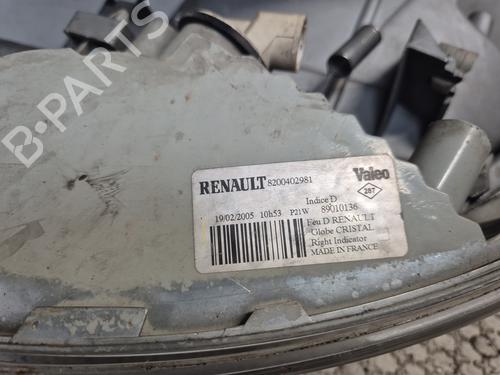 B-PARTS
RENAULT 8200402981
Valeo
Indice D
287
19/02/2005 10h53 P21W 89010136
Feu D RENAULT
Globe CRISTAL
Right Indicator
MADE IN FRANCE